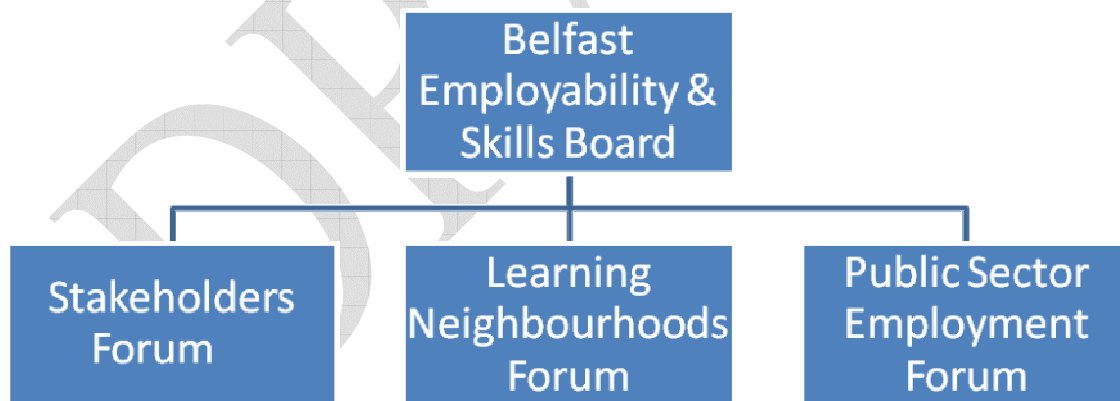 Belfast
Employability &
Skills Board
Stakeholders
Forum
Learning
Neighbourhoods
Forum
Public Sector
Employment
Forum